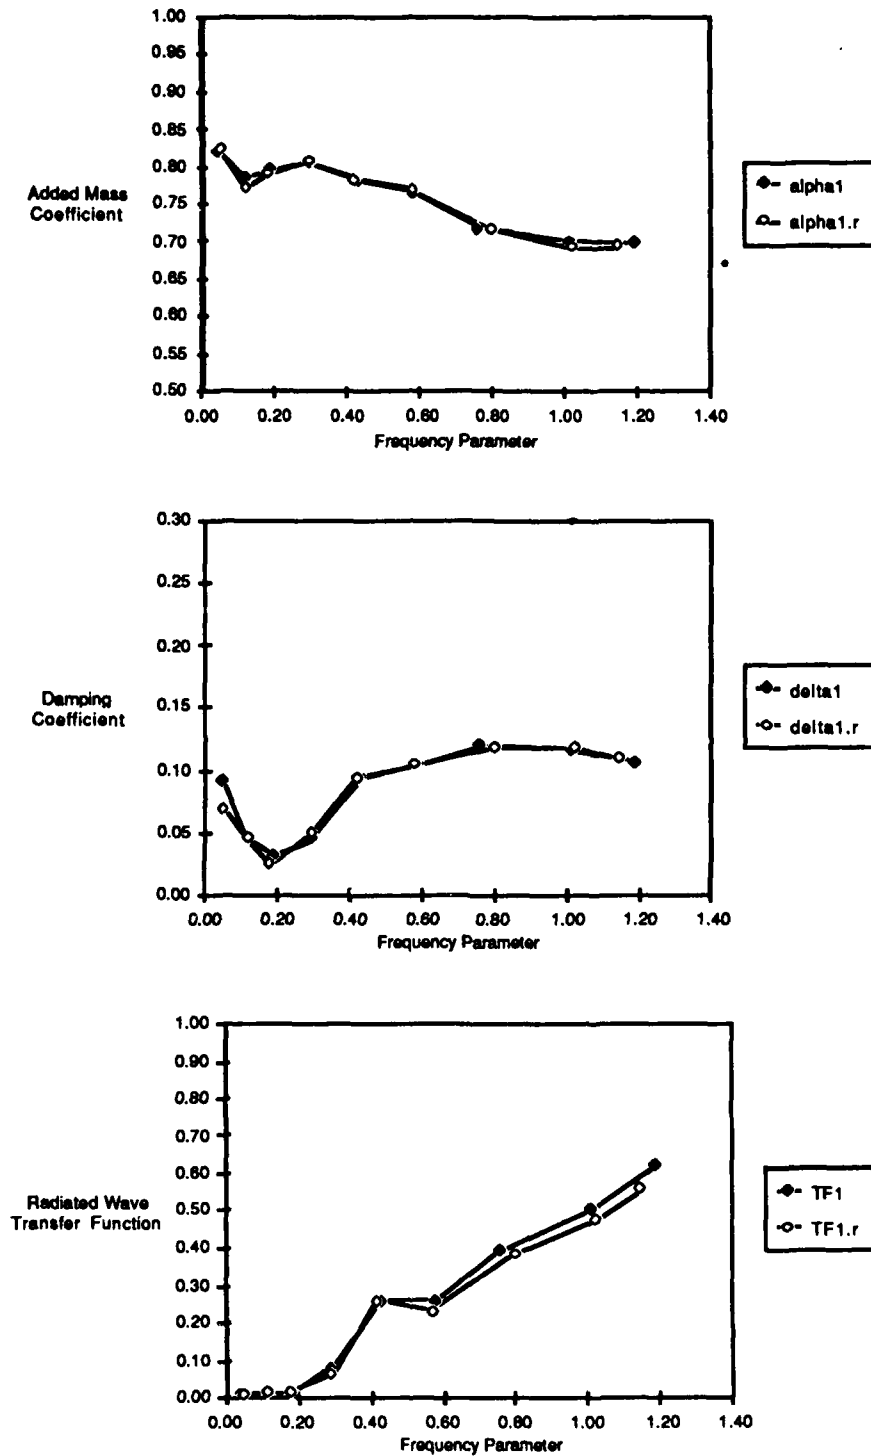 1.00
0.95
0.90
0.85
0.80
Added Mass
Coefficient
0.75
0.70
0.65
0.60
0.55
0.50
0.00 0.20 0.40 0.60 0.80 1.00 1.20 1.40
Frequency Parameter
alpha1
alpha1.r
0.30
0.25
0.20
Damping
Coefficient
0.15
0.10
0.05
0.00
0.00 0.20 0.40 0.60 0.80 1.00 1.20 1.40
Frequency Parameter
delta1
delta1.r
1.00
0.90
0.80
0.70
0.60
Radiated Wave
Transfer Function
0.50
0.40
0.30
0.20
0.10
0.00
0.00 0.20 0.40 0.60 0.80 1.00 1.20 1.40
Frequency Parameter
TF1
TF1.r